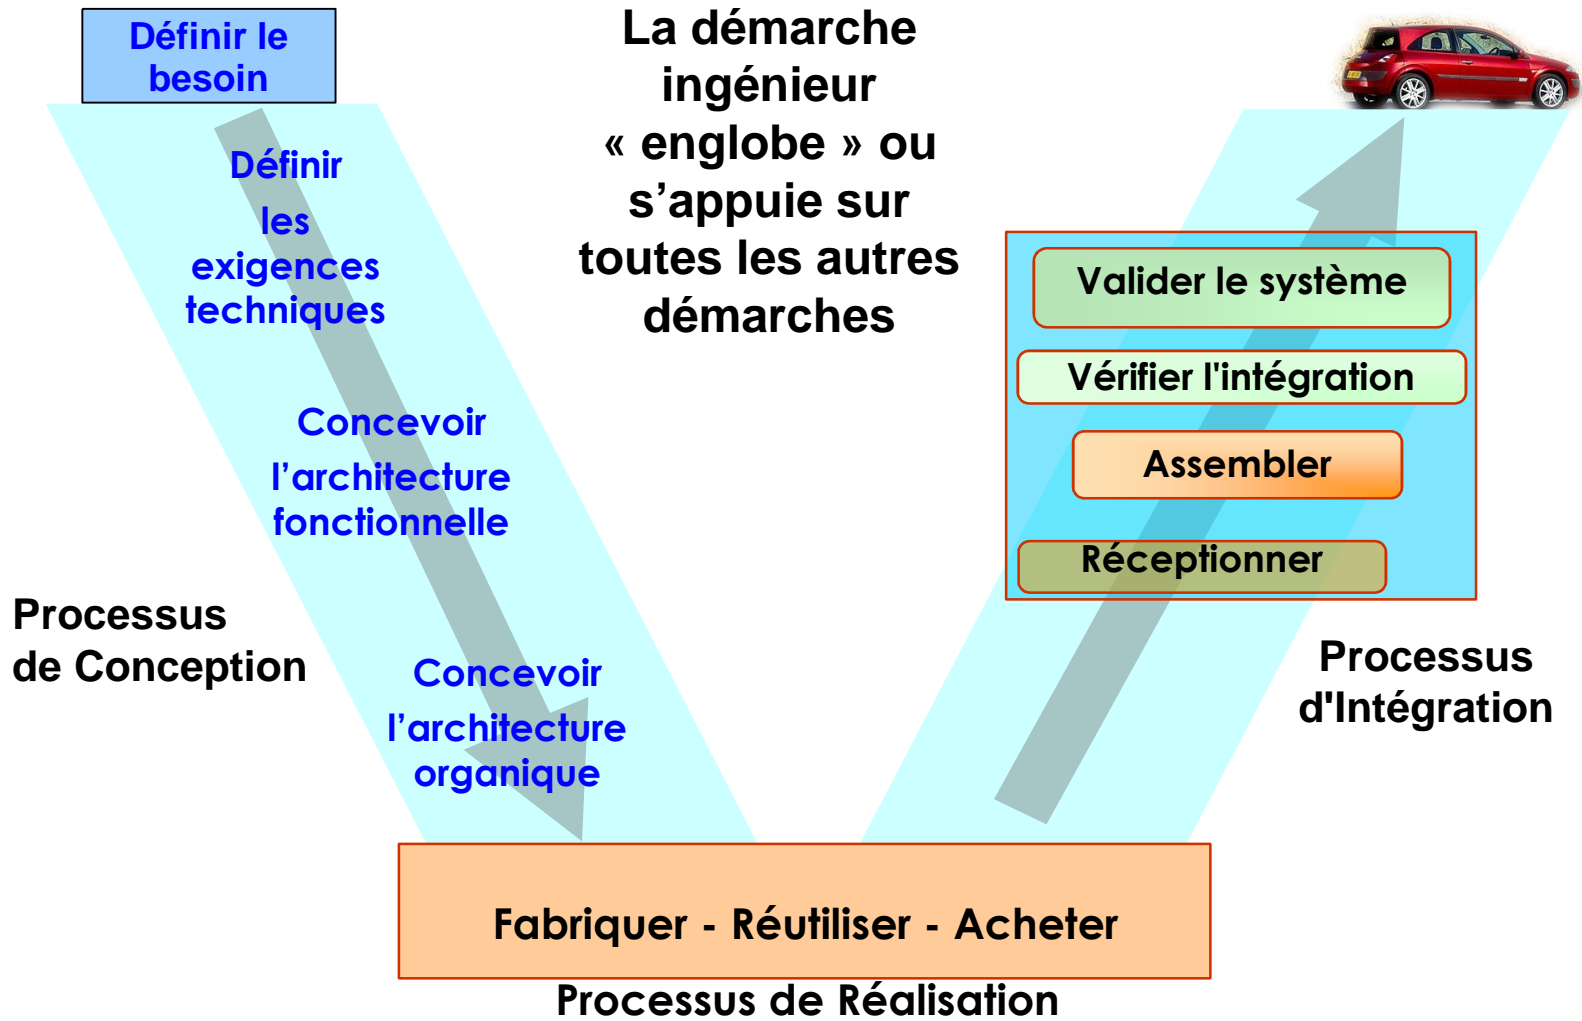 Définir le
besoin
Définir
les
exigences
techniques
Concevoir
l’architecture
fonctionnelle
Processus
de Conception
Concevoir
l’architecture
organique
La démarche
ingénieur
« englobe » ou
s’appuie sur
toutes les autres
démarches
Valider le système
Vérifier l'intégration
Assembler
Réceptionner
Processus
d'Intégration
Fabriquer - Réutiliser - Acheter
Processus de Réalisation